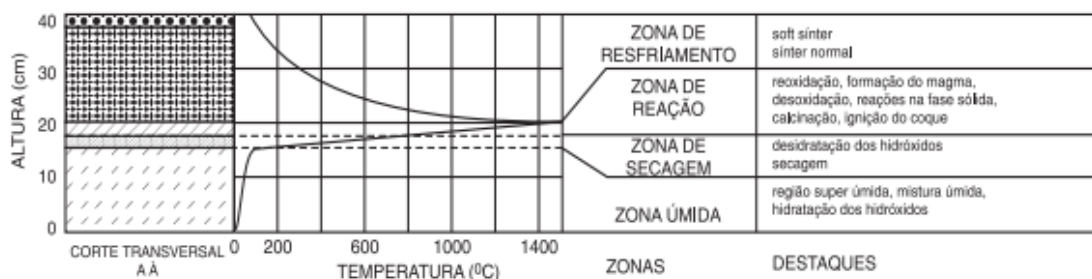 ALTURA (cm)
40
30
20
10
0
CORTE TRANSVERSAL
A À
0 200 600 1000 1400
TEMPERATURA (ºC)
ZONA DE
RESFRIAMENTO
soft sínter
sínter normal
ZONA DE
REAÇÃO
reoxidação, formação do magma,
desoxidação, reações na fase sólida,
calcinação, ignição do coque
ZONA DE
SECAGEM
desidratação dos hidróxidos
secagem
ZONA ÚMIDA
região super úmida, mistura úmida,
hidratação dos hidróxidos
ZONAS
DESTAQUES